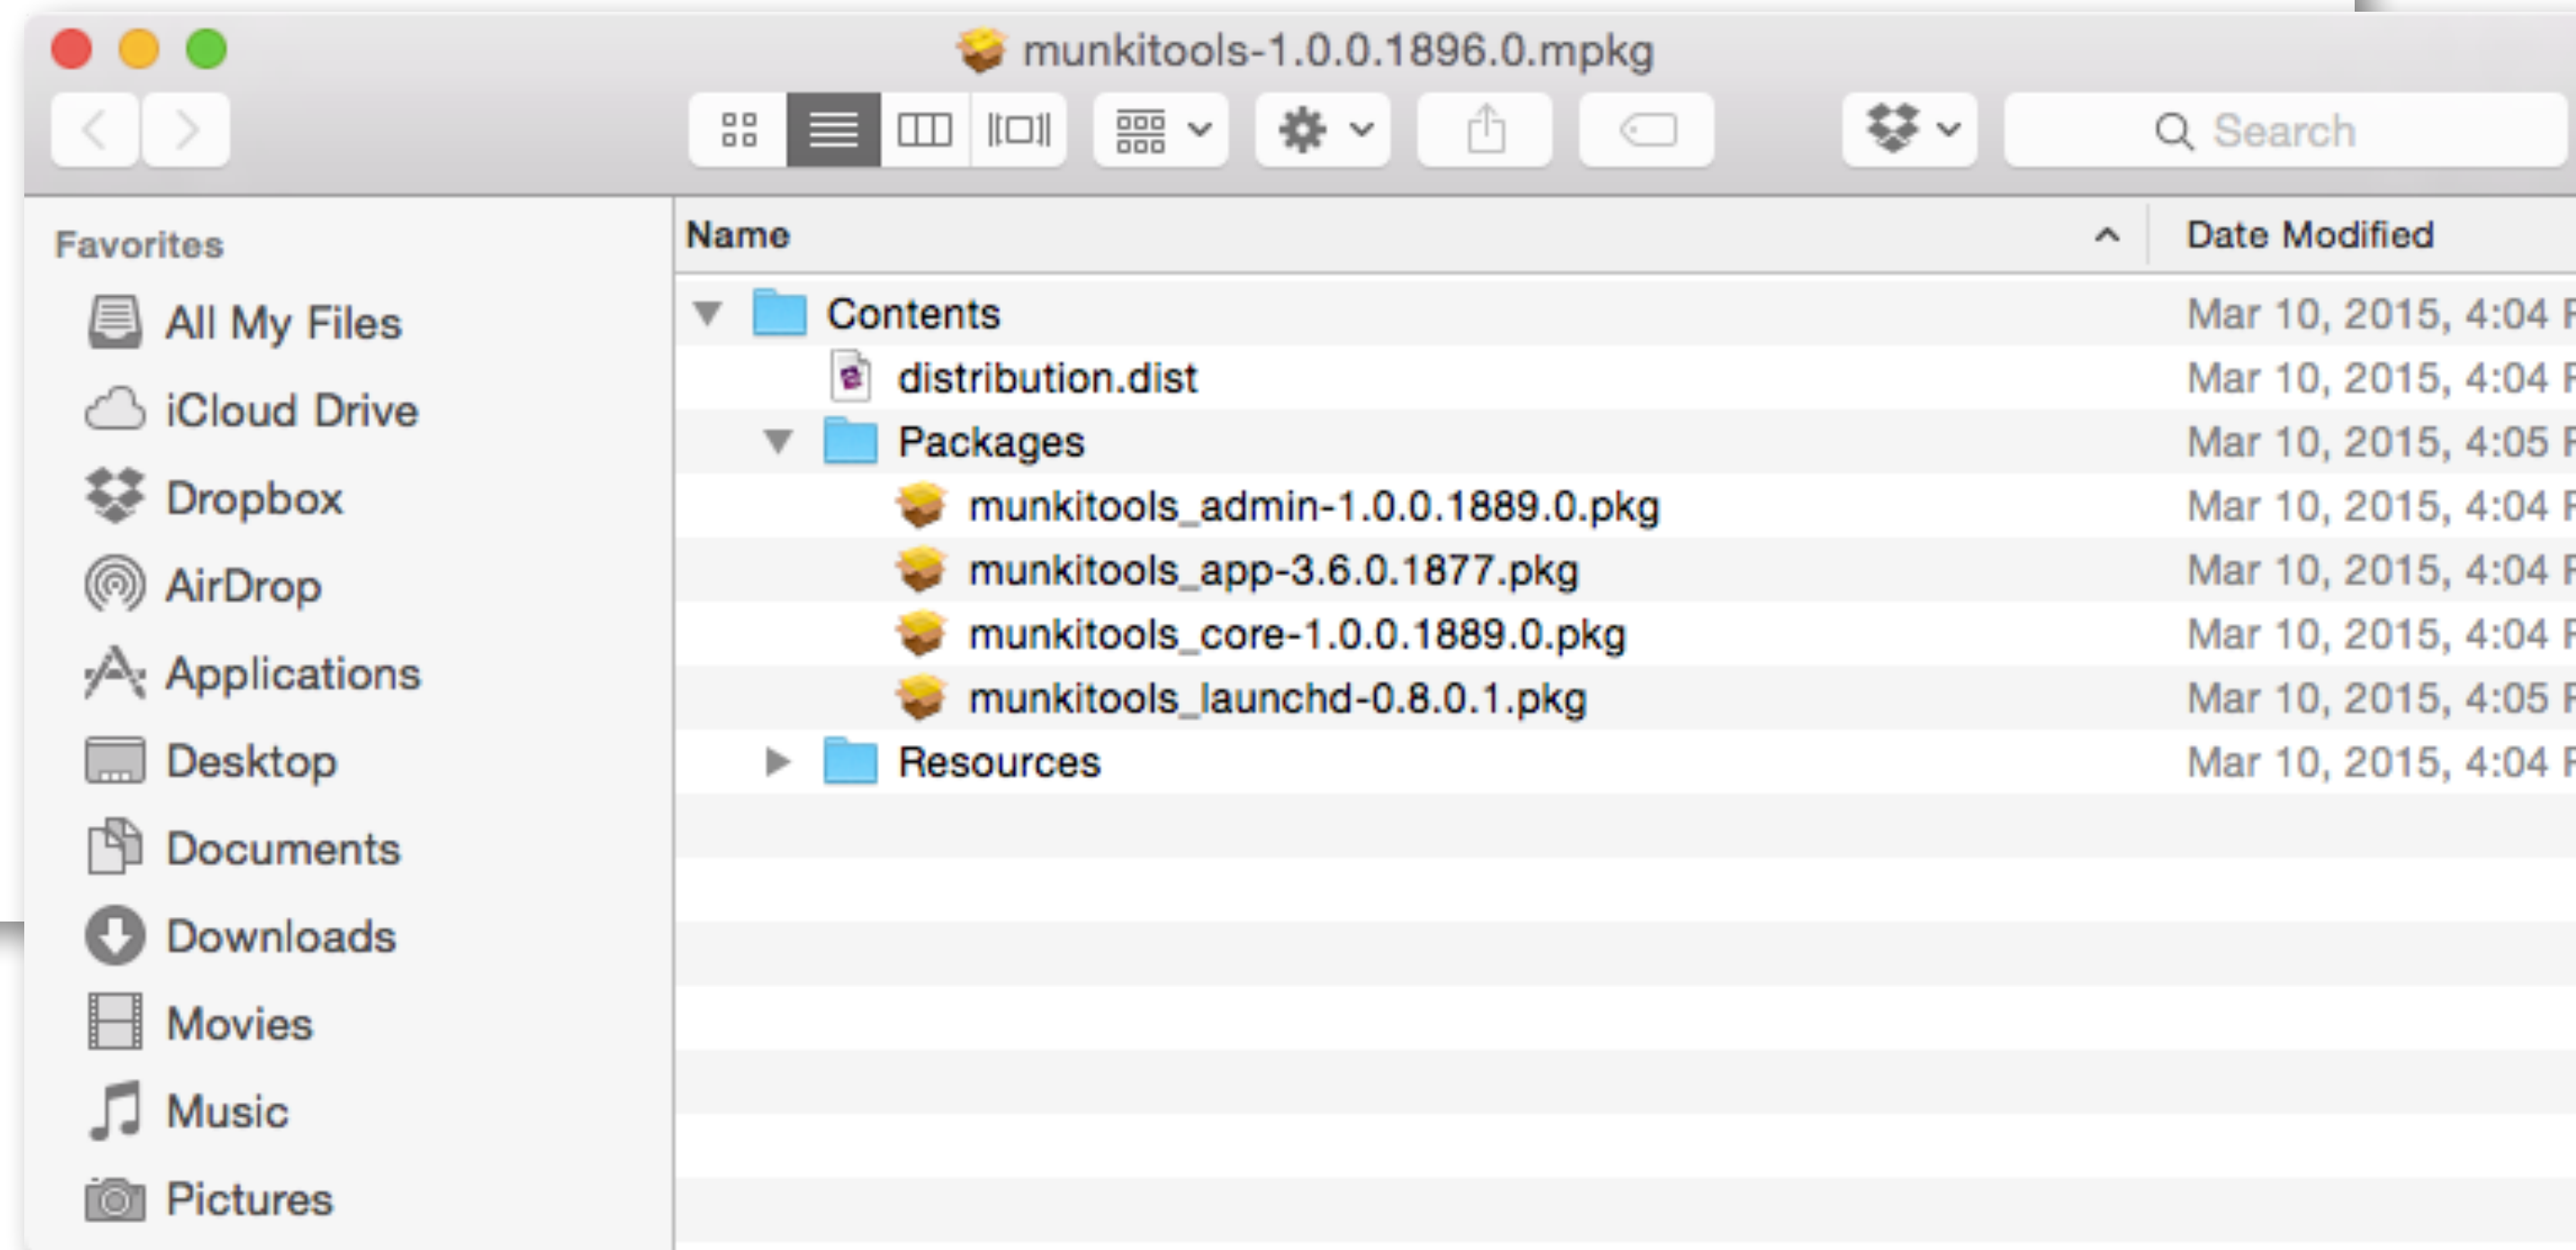 munkitools-1.0.0.1896.0.mpkg
Search
Favorites
All My Files
iCloud Drive
Dropbox
AirDrop
Applications
Desktop
Documents
Downloads
Movies
Music
Pictures
Name Date Modified
Contents Mar 10, 2015, 4:04 P
distribution.dist Mar 10, 2015, 4:04 P
Packages Mar 10, 2015, 4:05 P
munkitools_admin-1.0.0.1889.0.pkg Mar 10, 2015, 4:04 P
munkitools_app-3.6.0.1877.pkg Mar 10, 2015, 4:04 P
munkitools_core-1.0.0.1889.0.pkg Mar 10, 2015, 4:04 P
munkitools_launchd-0.8.0.1.pkg Mar 10, 2015, 4:05 P
Resources Mar 10, 2015, 4:04 P